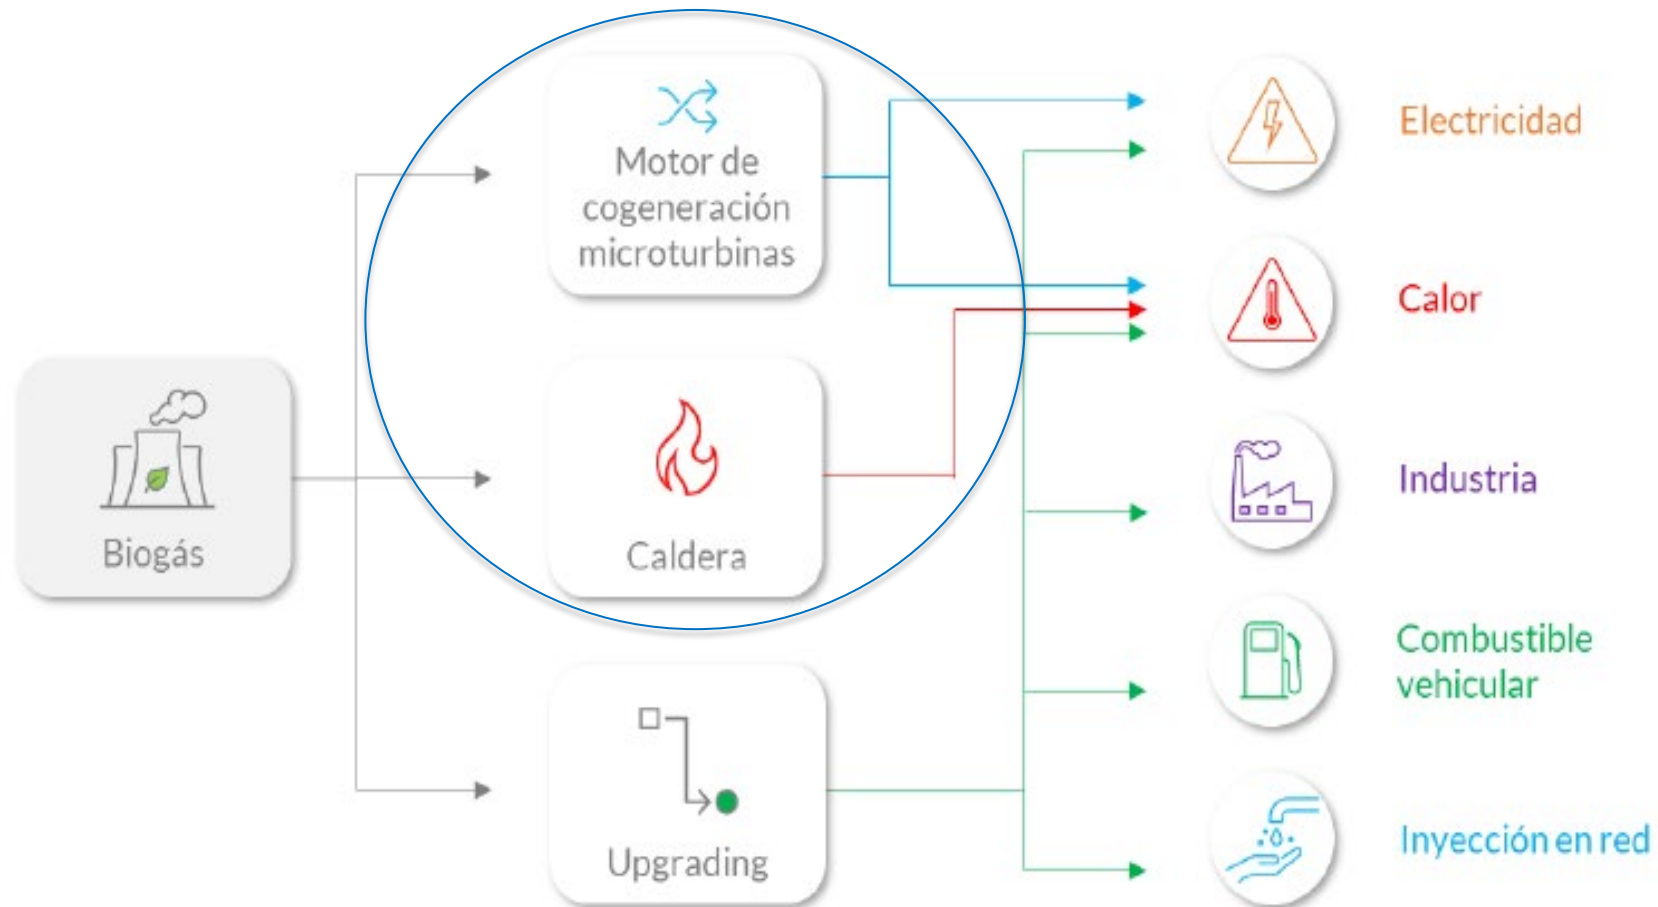 Biogás
Motor de
cogeneración
microturbinas
Caldera
Upgrading
Electricidad
Calor
Industria
Combustible
vehicular
Inyección en red